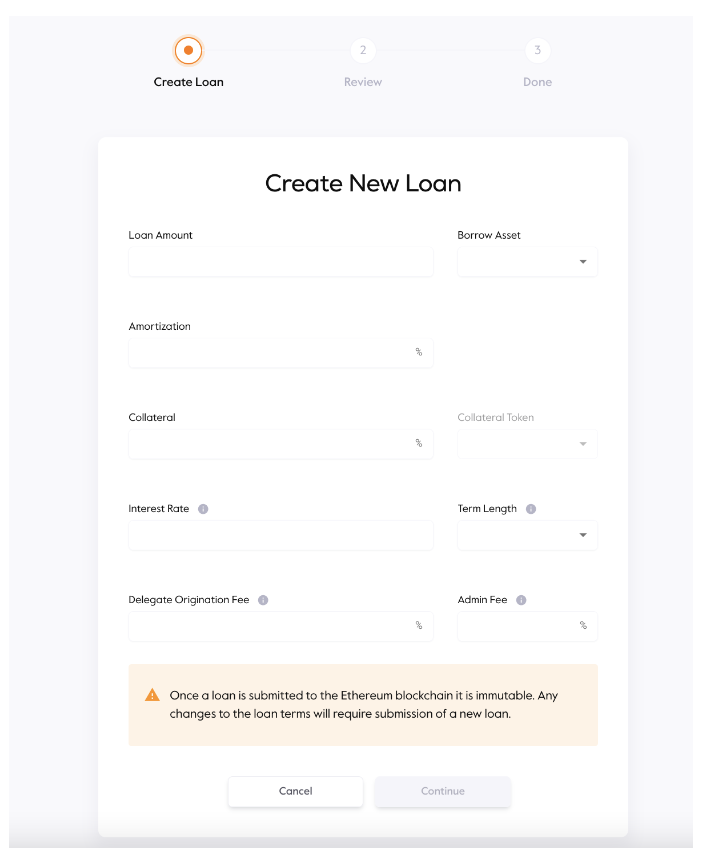 2
3
Create Loan
Review
Done
Create New Loan
Loan Amount
Borrow Asset
Amortization
%
Collateral
Collateral Token
%
Interest Rate
Term Length
Delegate Origination Fee
Admin Fee
%
%
Once a loan is submitted to the Ethereum blockchain it is immutable. Any
changes to the loan terms will require submission of a new loan.
Cancel
Continue